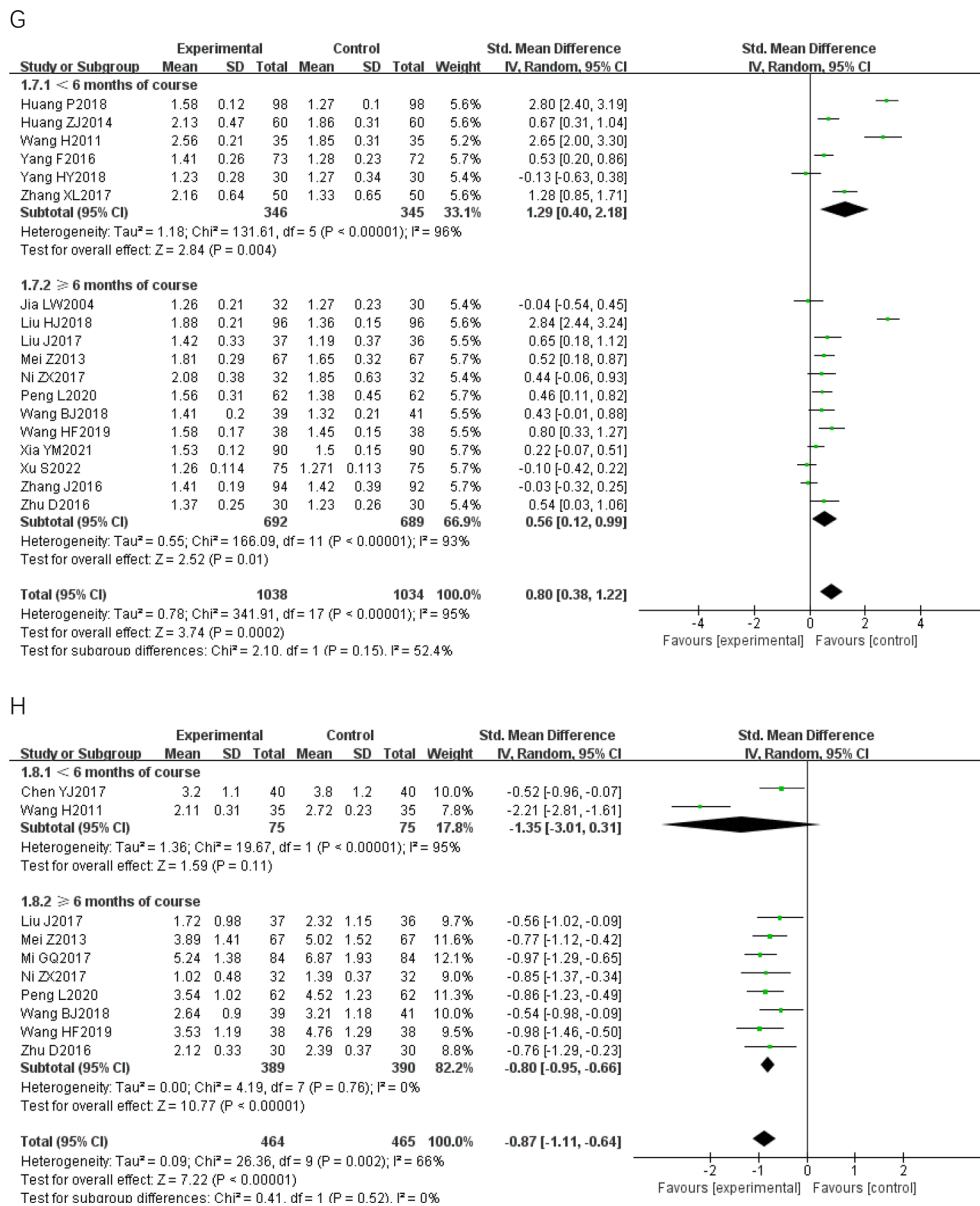 G
Experimental Control Std. Mean Difference Std. Mean Difference
Study or Subgroup Mean SD Total Mean SD Total Weight IV, Random, 95% CI IV, Random, 95% CI
1.7.1 < 6 months of course
Huang P2018 1.58 0.12 98 1.27 0.1 98 5.6% 2.80 [2.40, 3.19]
Huang ZJ2014 2.13 0.47 60 1.86 0.31 60 5.6% 0.67 [0.31, 1.04]
Wang H2011 2.56 0.21 35 1.85 0.31 35 5.2% 2.65 [2.00, 3.30]
Yang F2016 1.41 0.26 73 1.28 0.23 72 5.7% 0.53 [0.20, 0.86]
Yang HY2018 1.23 0.28 30 1.27 0.34 30 5.4% -0.13 [-0.63, 0.38]
Zhang XL2017 2.16 0.64 50 1.33 0.65 50 5.6% 1.28 [0.85, 1.71]
Subtotal (95% CI) 346 345 33.1% 1.29 [0.40, 2.18]
Heterogeneity: Tau² = 1.18; Chi² = 131.61, df = 5 (P < 0.00001); I² = 96%
Test for overall effect: Z = 2.84 (P = 0.004)
1.7.2 ≥ 6 months of course
Jia LW2004 1.26 0.21 32 1.27 0.23 30 5.4% -0.04 [-0.54, 0.45]
Liu HJ2018 1.88 0.21 96 1.36 0.15 96 5.6% 2.84 [2.44, 3.24]
Liu J2017 1.42 0.33 37 1.19 0.37 36 5.5% 0.65 [0.18, 1.12]
Mei Z2013 1.81 0.29 67 1.65 0.32 67 5.7% 0.52 [0.18, 0.87]
Ni ZX2017 2.08 0.38 32 1.85 0.63 32 5.4% 0.44 [-0.06, 0.93]
Peng L2020 1.56 0.31 62 1.38 0.45 62 5.6% 0.46 [0.11, 0.82]
Wang BJ2018 1.41 0.2 39 1.32 0.21 41 5.5% 0.43 [-0.01, 0.88]
Wang HF2019 1.58 0.17 38 1.45 0.15 38 5.5% 0.80 [0.33, 1.27]
Xia YM2021 1.53 0.12 90 1.5 0.15 90 5.7% 0.22 [-0.07, 0.51]
Xu S2022 1.26 0.114 75 1.271 0.113 75 5.7% -0.10 [-0.42, 0.22]
Zhang J2016 1.41 0.19 94 1.42 0.39 92 5.7% -0.03 [-0.32, 0.25]
Zhu D2016 1.37 0.25 30 1.23 0.26 30 5.4% 0.54 [0.03, 1.06]
Subtotal (95% CI) 692 689 66.9% 0.56 [0.12, 0.99]
Heterogeneity: Tau² = 0.55; Chi² = 166.09, df = 11 (P < 0.00001); I² = 93%
Test for overall effect: Z = 2.52 (P = 0.01)
Total (95% CI) 1038 1034 100.0% 0.80 [0.38, 1.22]
Heterogeneity: Tau² = 0.78; Chi² = 341.91, df = 17 (P < 0.00001); I² = 95%
-4 -2 0 2 4
Test for overall effect: Z = 3.74 (P = 0.0002)
Favours [experimental] Favours [control]
Test for subgroup differences: Chi² = 2.10, df = 1 (P = 0.15), I² = 52.4%
H
Experimental Control Std. Mean Difference Std. Mean Difference
Study or Subgroup Mean SD Total Mean SD Total Weight IV, Random, 95% CI IV, Random, 95% CI
1.8.1 < 6 months of course
Chen YJ2017 3.2 1.1 40 3.8 1.2 40 10.0% -0.52 [-0.96, -0.07]
Wang H2011 2.11 0.31 35 2.72 0.23 35 7.8% -2.21 [-2.81, -1.61]
Subtotal (95% CI) 75 75 17.8% -1.35 [-3.01, 0.31]
Heterogeneity: Tau² = 1.36; Chi² = 19.67, df = 1 (P < 0.00001); I² = 95%
Test for overall effect: Z = 1.59 (P = 0.11)
1.8.2 ≥ 6 months of course
Liu J2017 1.72 0.98 37 2.32 1.15 36 9.7% -0.56 [-1.02, -0.09]
Mei Z2013 3.89 1.41 67 5.02 1.52 67 11.6% -0.77 [-1.12, -0.42]
Mi GQ2017 5.24 1.38 84 6.87 1.93 84 12.1% -0.97 [-1.29, -0.65]
Ni ZX2017 1.02 0.48 32 1.39 0.37 32 9.0% -0.85 [-1.37, -0.34]
Peng L2020 3.54 1.02 62 4.52 1.23 62 11.3% -0.86 [-1.23, -0.49]
Wang BJ2018 2.64 0.9 39 3.21 1.18 41 10.0% -0.54 [-0.98, -0.09]
Wang HF2019 3.53 1.19 38 4.76 1.29 38 9.5% -0.98 [-1.46, -0.50]
Zhu D2016 2.12 0.33 30 2.39 0.37 30 8.8% -0.76 [-1.29, -0.23]
Subtotal (95% CI) 389 390 82.2% -0.80 [-0.95, -0.66]
Heterogeneity: Tau² = 0.00; Chi² = 4.19, df = 7 (P = 0.76); I² = 0%
Test for overall effect: Z = 10.77 (P < 0.00001)
Total (95% CI) 464 465 100.0% -0.87 [-1.11, -0.64]
Heterogeneity: Tau² = 0.09; Chi² = 26.36, df = 9 (P = 0.002); I² = 66%
-2 -1 0 1 2
Test for overall effect: Z = 7.22 (P < 0.00001)
Favours [experimental] Favours [control]
Test for subgroup differences: Chi² = 0.41, df = 1 (P = 0.52), I² = 0%